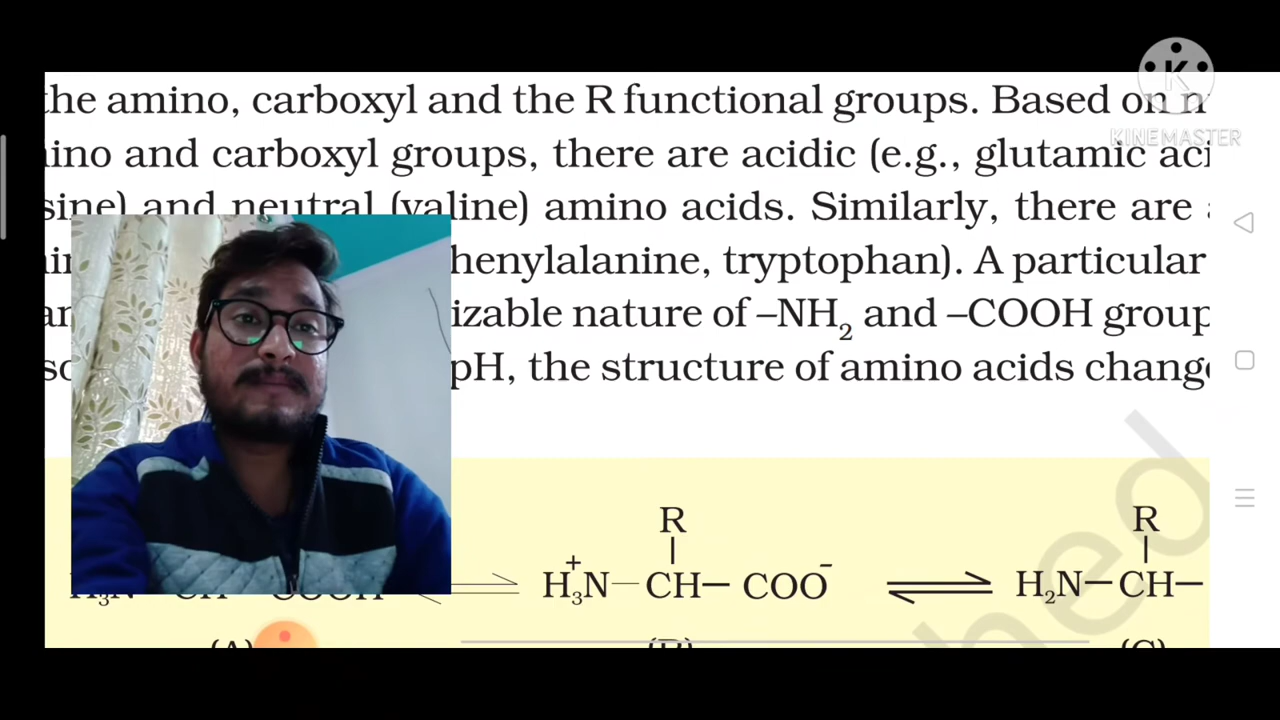 the amino, carboxyl and the R functional groups. Based on n
KINEMASTER
ino and carboxyl groups, there are acidic (e.g., glutamic aci
sine) and neutral (valine) amino acids. Similarly, there are
henylalanine, tryptophan). A particular
izable nature of –NH2 and –COOH group
pH, the structure of amino acids change
R R
H3N+—CH—COO- H2N—CH—
(A) (B) (C)